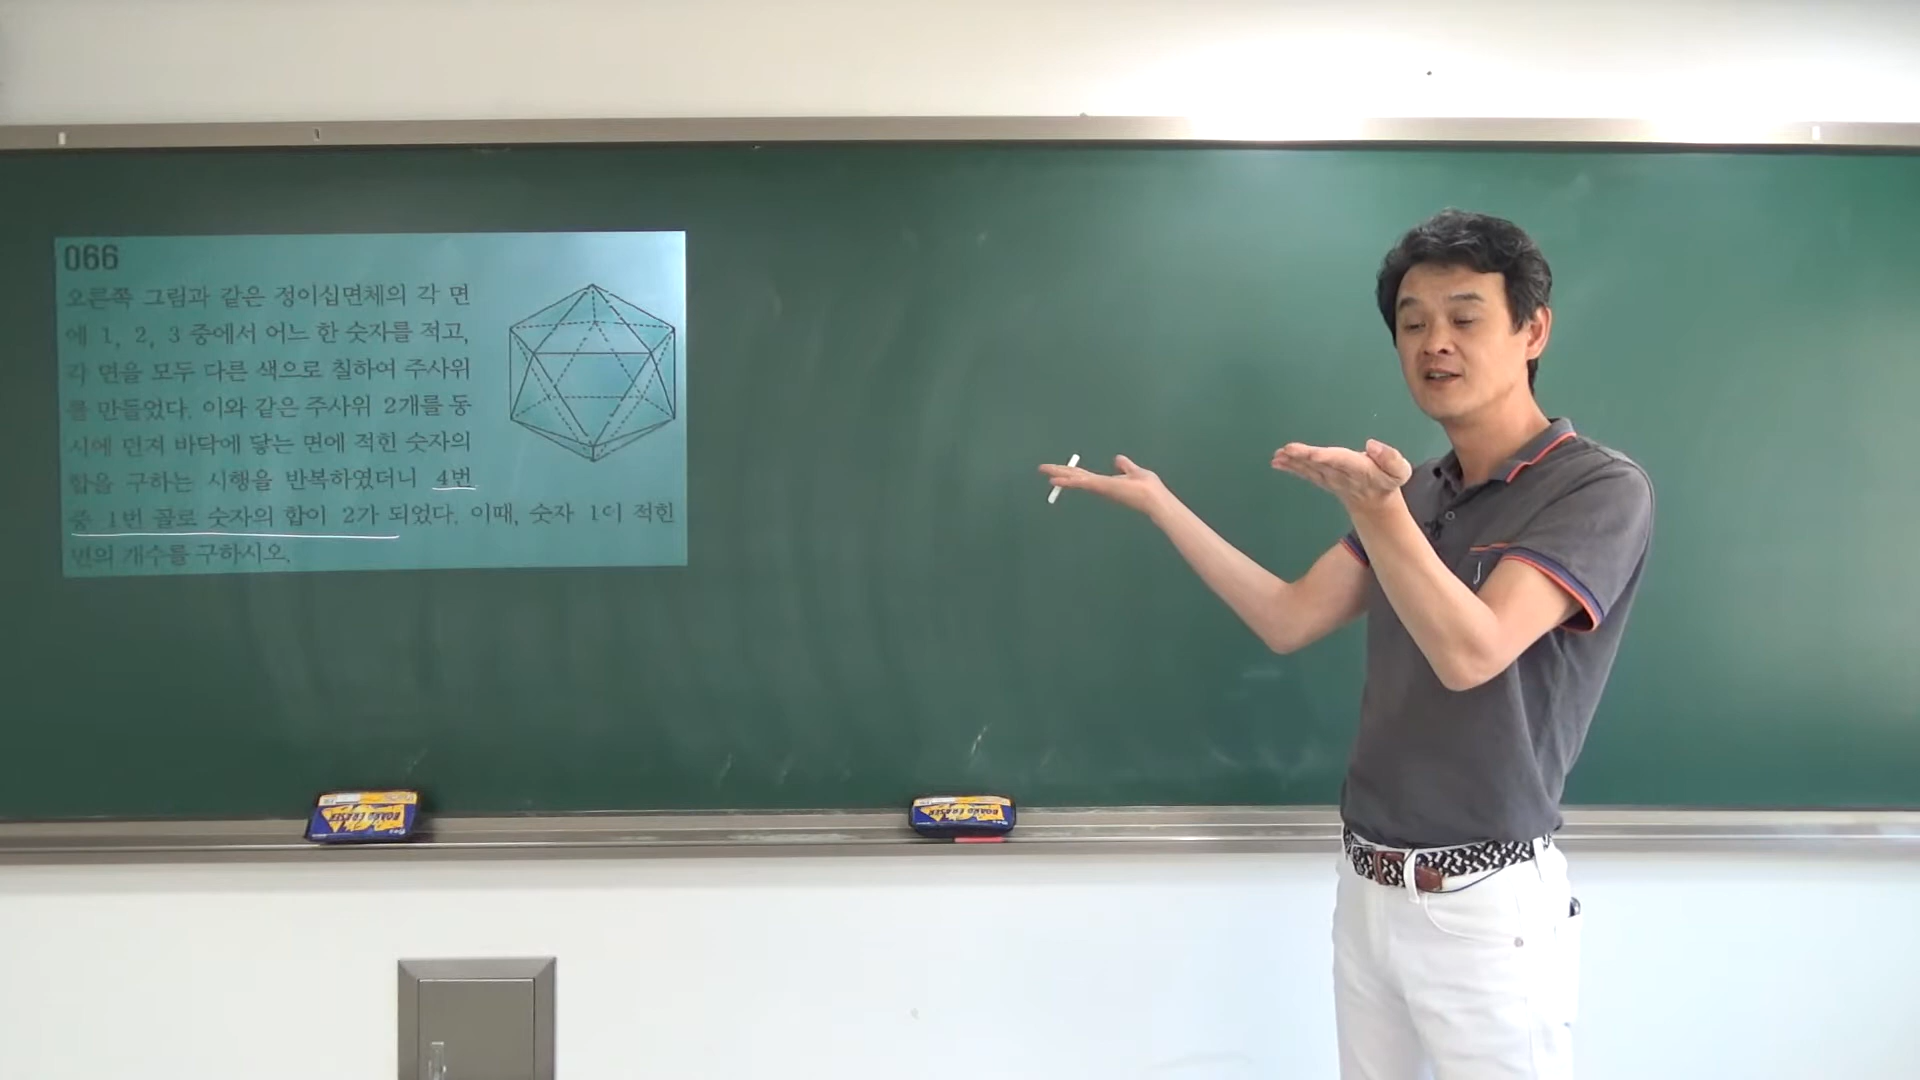 066
오른쪽 그림과 같은 정이십면체의 각 면
에 1, 2, 3 중에서 어느 한 숫자를 적고,
각 면을 모두 다른 색으로 칠하여 주사위
를 만들었다. 이와 같은 주사위 2개를 동
시에 던져 바닥에 닿는 면에 적힌 숫자의
합을 구하는 시행을 반복하였더니 4번
중 1번 꼴로 숫자의 합이 2가 되었다. 이때, 숫자 1이 적힌
면의 개수를 구하시오.
BOARD ERASER
BOARD ERASER